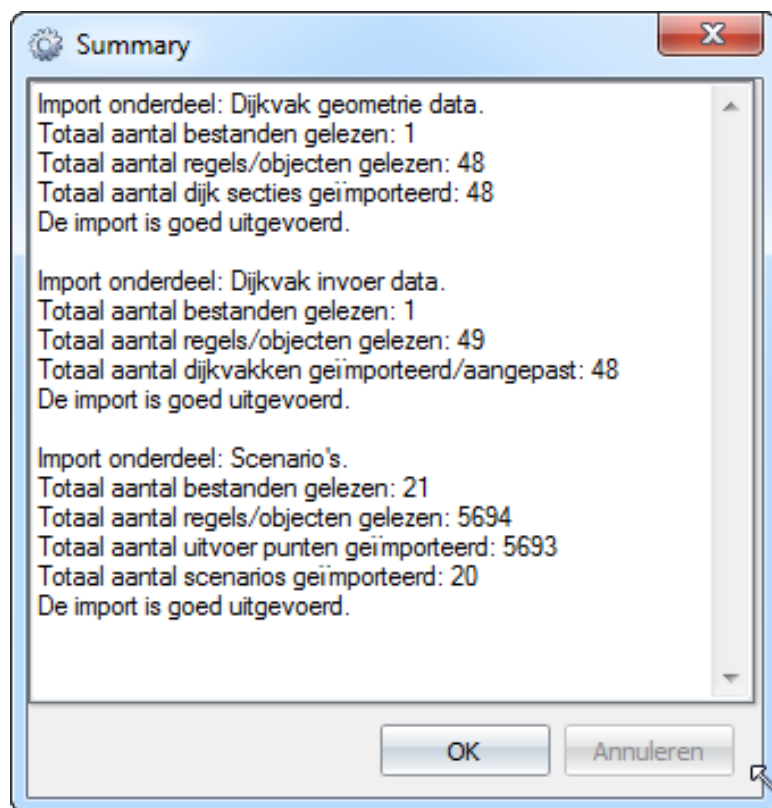 Summary
Import onderdeel: Dijkvak geometrie data.
Totaal aantal bestanden gelezen: 1
Totaal aantal regels/objecten gelezen: 48
Totaal aantal dijk secties geïmporteerd: 48
De import is goed uitgevoerd.
Import onderdeel: Dijkvak invoer data.
Totaal aantal bestanden gelezen: 1
Totaal aantal regels/objecten gelezen: 49
Totaal aantal dijkvakken geïmporteerd/aangepast: 48
De import is goed uitgevoerd.
Import onderdeel: Scenario's.
Totaal aantal bestanden gelezen: 21
Totaal aantal regels/objecten gelezen: 5694
Totaal aantal uitvoer punten geïmporteerd: 5693
Totaal aantal scenarios geïmporteerd: 20
De import is goed uitgevoerd.
OK
Annuleren